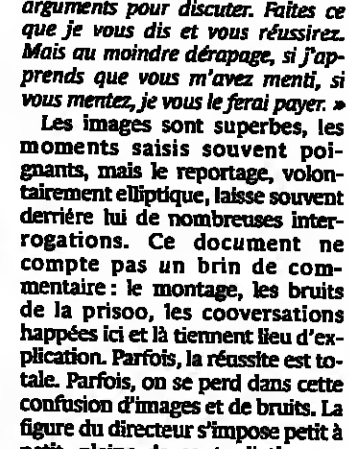 arguments pour discuter. Faites ce
que je vous dis et vous réussirez.
Mais au moindre dérapage, si j'ap-
prends que vous m'avez menti, si
vous mentez, je vous le ferai payer. »
Les images sont superbes, les
moments saisis souvent poi-
gnants, mais le reportage, volon-
tairement elliptique, laisse souvent
derriére lui de nombreuses inter-
rogations. Ce document ne
compte pas un brin de com-
mentaire : le montage, les bruits
de la prisoo, les cooversations
happées ici et là tiennent lieu d'ex-
plication. Parfois, la réussite est to-
tale. Parfois, on se perd dans cette
confusion d'images et de bruits. La
figure du directeur s'impose petit à